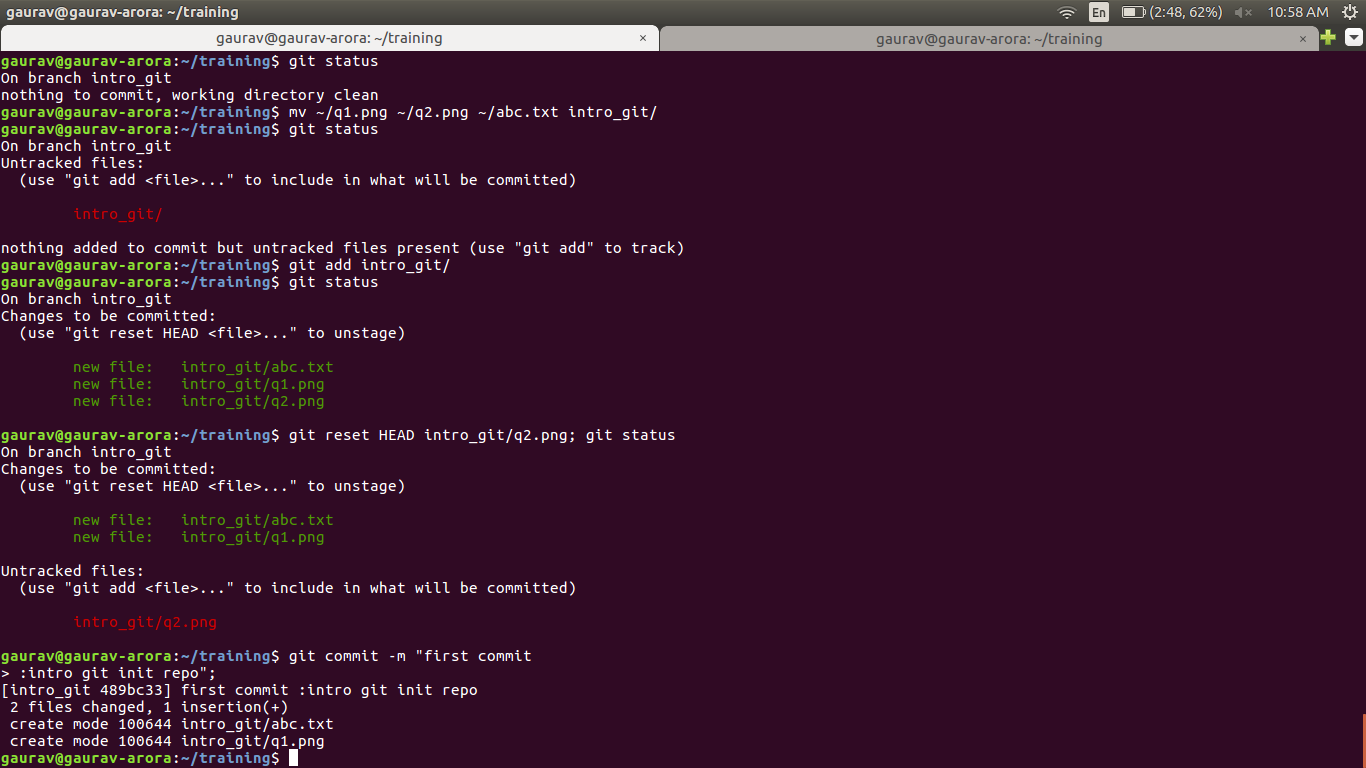 gaurav@gaurav-arora: ~/training
En
(2:48, 62%)
10:58 AM
gaurav@gaurav-arora: ~/training ×
gaurav@gaurav-arora: ~/training ×
gaurav@gaurav-arora:~/training$ git status
On branch intro_git
nothing to commit, working directory clean
gaurav@gaurav-arora:~/training$ mv ~/q1.png ~/q2.png ~/abc.txt intro_git/
gaurav@gaurav-arora:~/training$ git status
On branch intro_git
Untracked files:
  (use "git add <file>..." to include in what will be committed)
        intro_git/
nothing added to commit but untracked files present (use "git add" to track)
gaurav@gaurav-arora:~/training$ git add intro_git/
gaurav@gaurav-arora:~/training$ git status
On branch intro_git
Changes to be committed:
  (use "git reset HEAD <file>..." to unstage)
        new file:   intro_git/abc.txt
        new file:   intro_git/q1.png
        new file:   intro_git/q2.png
gaurav@gaurav-arora:~/training$ git reset HEAD intro_git/q2.png; git status
On branch intro_git
Changes to be committed:
  (use "git reset HEAD <file>..." to unstage)
        new file:   intro_git/abc.txt
        new file:   intro_git/q1.png
Untracked files:
  (use "git add <file>..." to include in what will be committed)
        intro_git/q2.png
gaurav@gaurav-arora:~/training$ git commit -m "first commit
> :intro git init repo";
[intro_git 489bc33] first commit :intro git init repo
 2 files changed, 1 insertion(+)
 create mode 100644 intro_git/abc.txt
 create mode 100644 intro_git/q1.png
gaurav@gaurav-arora:~/training$